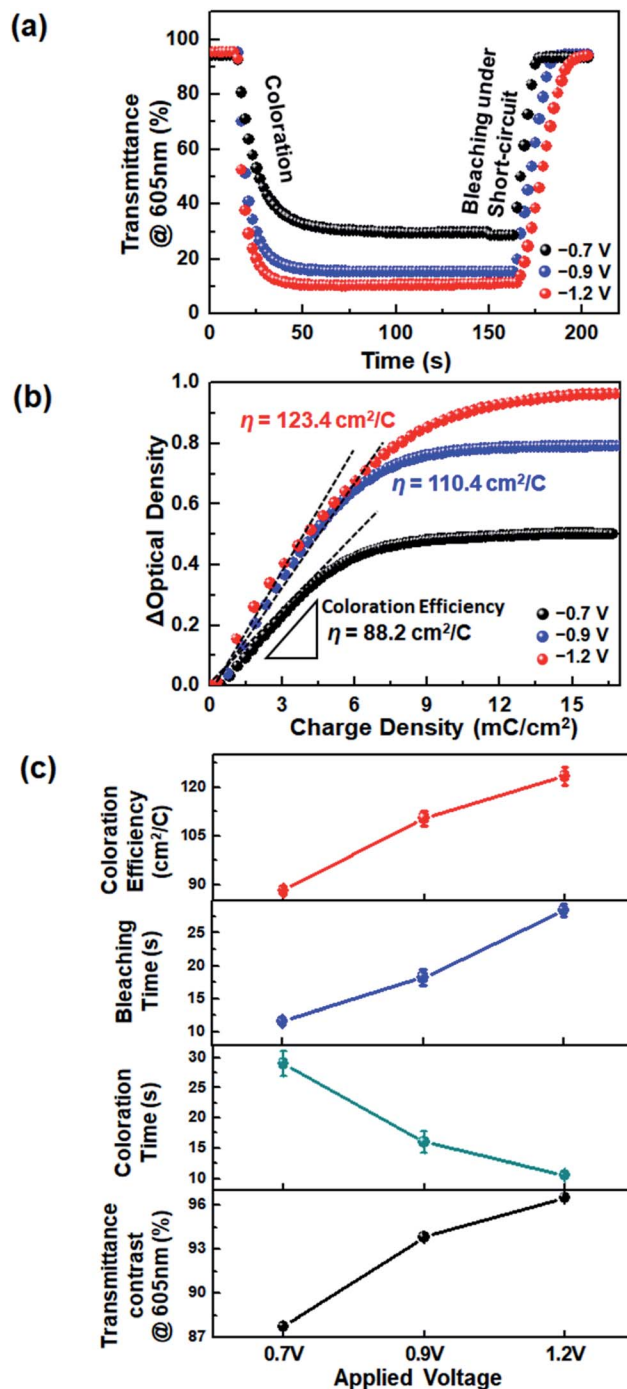 (a)
Transmittance
@ 605nm (%)
100
80
60
40
20
0
Coloration
Bleaching under
Short-circuit
−0.7 V
−0.9 V
−1.2 V
0
50
100
150
200
Time (s)
(b)
ΔOptical Density
1.0
0.8
0.6
0.4
0.2
0.0
η = 123.4 cm²/C
η = 110.4 cm²/C
Coloration Efficiency
η = 88.2 cm²/C
−0.7 V
−0.9 V
−1.2 V
0
3
6
9
12
15
Charge Density (mC/cm²)
(c)
Coloration
Efficiency
(cm²/C)
120
105
90
Bleaching
Time (s)
25
20
15
10
Coloration
Time (s)
30
25
20
15
10
Transmittance
contrast
@ 605nm (%)
96
93
90
87
0.7V
0.9V
1.2V
Applied Voltage